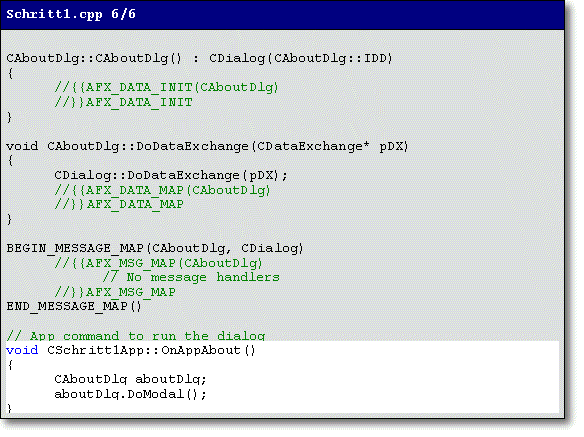 Schritt1.cpp 6/6
CAboutDlg::CAboutDlg() : CDialog(CAboutDlg::IDD)
{
//{{AFX_DATA_INIT(CAboutDlg)
//}}AFX_DATA_INIT
}
void CAboutDlg::DoDataExchange(CDataExchange* pDX)
{
CDialog::DoDataExchange(pDX);
//{{AFX_DATA_MAP(CAboutDlg)
//}}AFX_DATA_MAP
}
BEGIN_MESSAGE_MAP(CAboutDlg, CDialog)
//{{AFX_MSG_MAP(CAboutDlg)
// No message handlers
//}}AFX_MSG_MAP
END_MESSAGE_MAP()
// App command to run the dialog
void CSchritt1App::OnAppAbout()
{
CAboutDlg aboutDlg;
aboutDlg.DoModal();
}